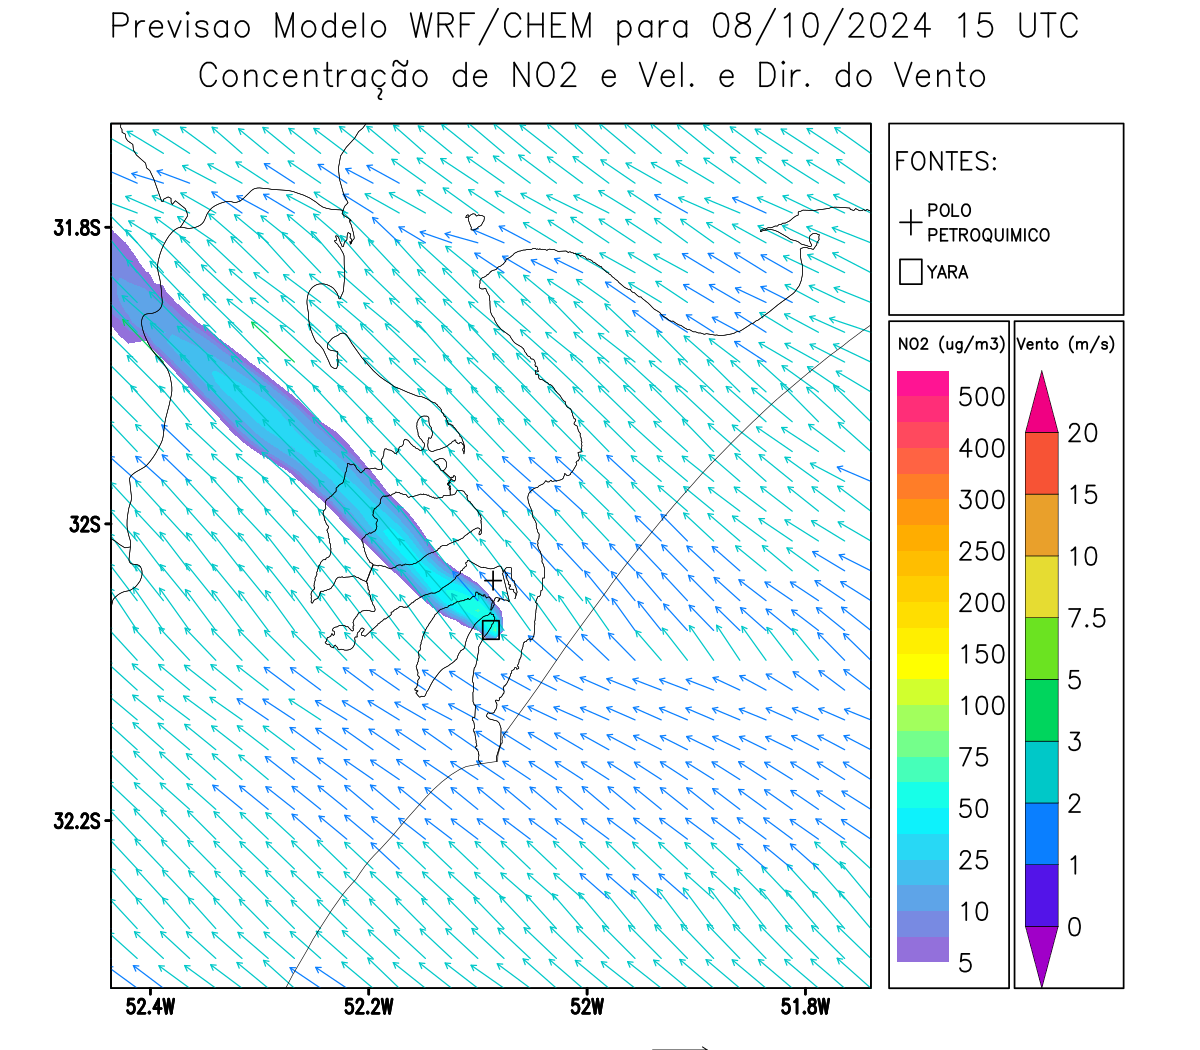 Previsao Modelo WRF/CHEM para 08/10/2024 15 UTC
Concentração de NO2 e Vel. e Dir. do Vento
FONTES:
POLO
PETROQUIMICO
YARA
NO2 (ug/m3)
500
400
300
250
200
150
100
75
50
25
10
5
Vento (m/s)
20
15
10
7.5
5
3
2
1
0
31.8S
32S
32.2S
52.4W
52.2W
52W
51.8W